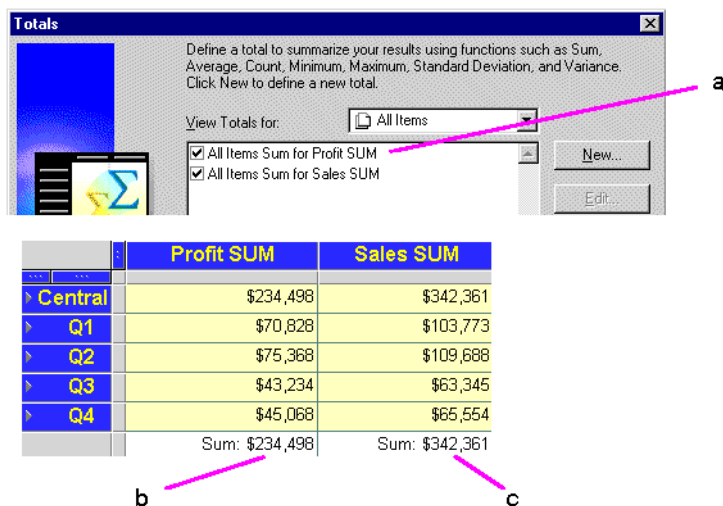 Totals
Define a total to summarize your results using functions such as Sum,
Average, Count, Minimum, Maximum, Standard Deviation, and Variance.
Click New to define a new total.
a
View Totals for: All Items
All Items Sum for Profit SUM
New...
All Items Sum for Sales SUM
Edit...
Profit SUM Sales SUM
Central $234,498 $342,361
Q1 $70,828 $103,773
Q2 $75,368 $109,688
Q3 $43,234 $63,345
Q4 $45,068 $65,554
Sum: $234,498 Sum: $342,361
b c